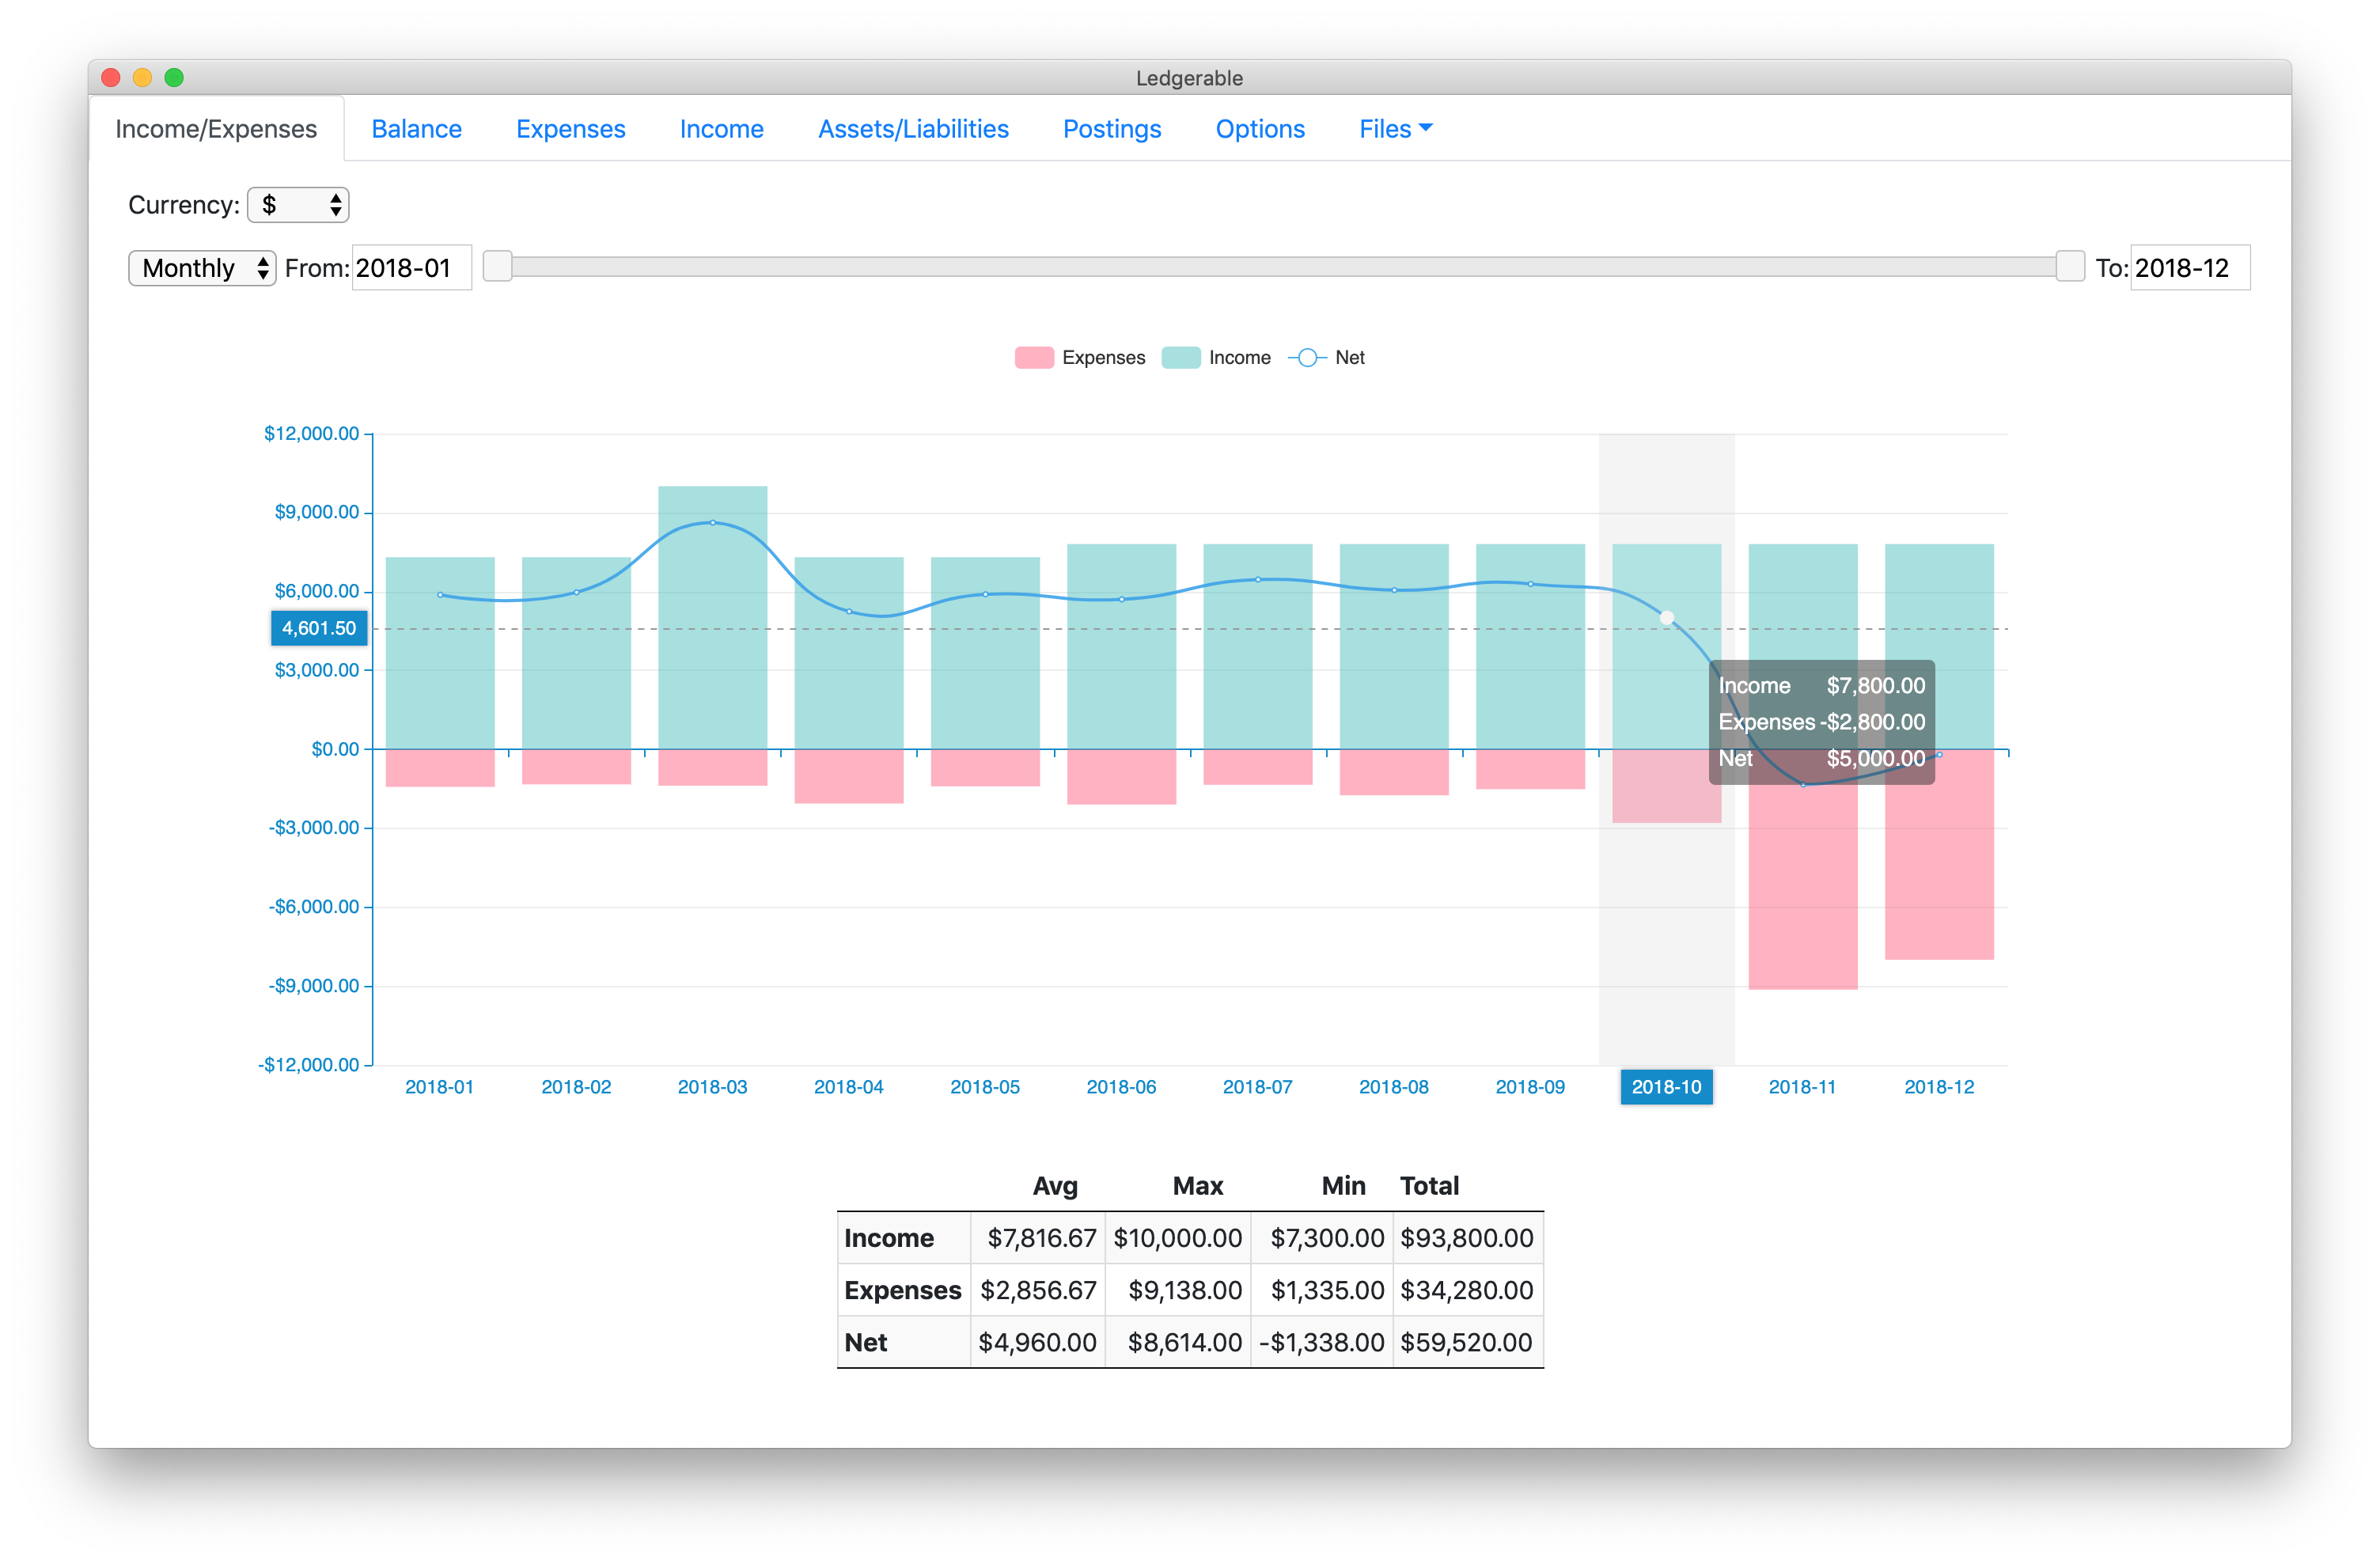 Ledgerable
Income/Expenses Balance Expenses Income Assets/Liabilities Postings Options Files
Currency: $
Monthly From: 2018-01 To: 2018-12
Expenses Income Net
$12,000.00
$9,000.00
$6,000.00
4,601.50
$3,000.00
$0.00
-$3,000.00
-$6,000.00
-$9,000.00
-$12,000.00
Income $7,800.00
Expenses -$2,800.00
Net $5,000.00
2018-01 2018-02 2018-03 2018-04 2018-05 2018-06 2018-07 2018-08 2018-09 2018-10 2018-11 2018-12
Avg Max Min Total
Income $7,816.67 $10,000.00 $7,300.00 $93,800.00
Expenses $2,856.67 $9,138.00 $1,335.00 $34,280.00
Net $4,960.00 $8,614.00 -$1,338.00 $59,520.00